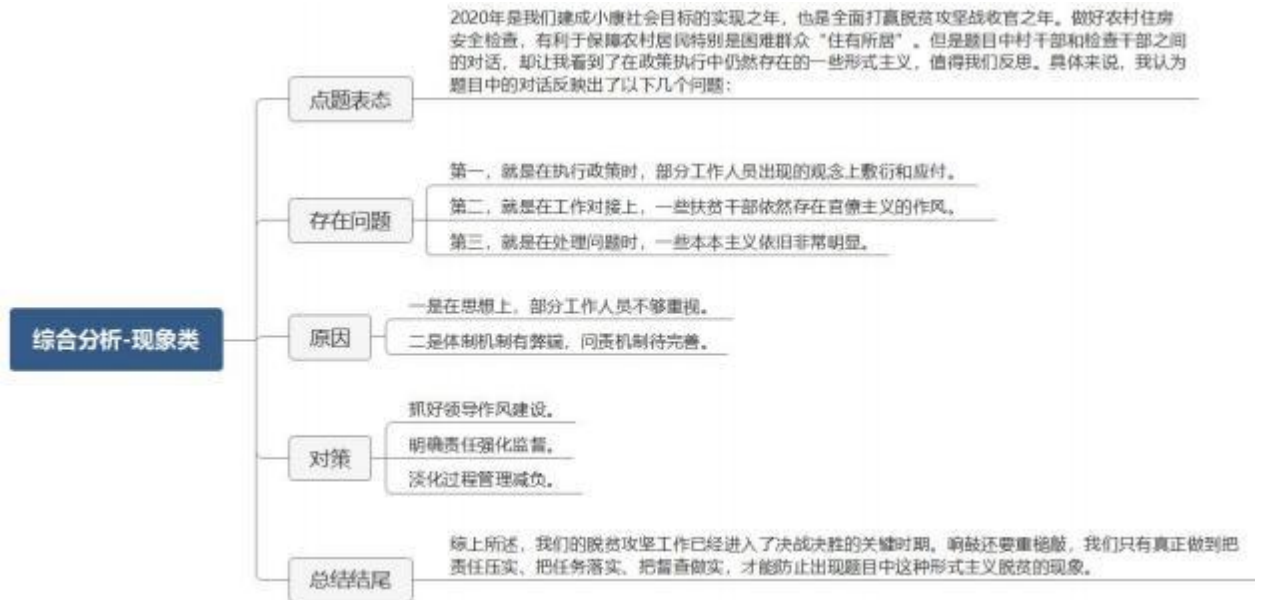 综合分析-现象类
点题表态
2020年是我们建成小康社会目标的实现之年，也是全面打赢脱贫攻坚战收官之年。做好农村住房
安全检查，有利于保障农村居民特别是困难群众“住有所居”。但是题目中村干部和检查干部之间
的对话，却让我看到了在政策执行中仍然存在的一些形式主义，值得我们反思。具体来说，我认为
题目中的对话反映出了以下几个问题：
存在问题
第一，就是在执行政策时，部分工作人员出现的观念上敷衍和应付。
第二，就是在工作对接上，一些扶贫干部依然存在官僚主义的作风。
第三，就是在处理问题时，一些本本主义依旧非常明显。
原因
一是在思想上，部分工作人员不够重视。
二是体制机制有弊端，问责机制待完善。
对策
抓好领导作风建设。
明确责任强化监督。
淡化过程管理减负。
总结结尾
综上所述，我们的脱贫攻坚工作已经进入了决战决胜的关键时期。响鼓还要重槌敲，我们只有真正做到把
责任压实、把任务落实、把督查做实，才能防止出现题目中这种形式主义脱贫的现象。